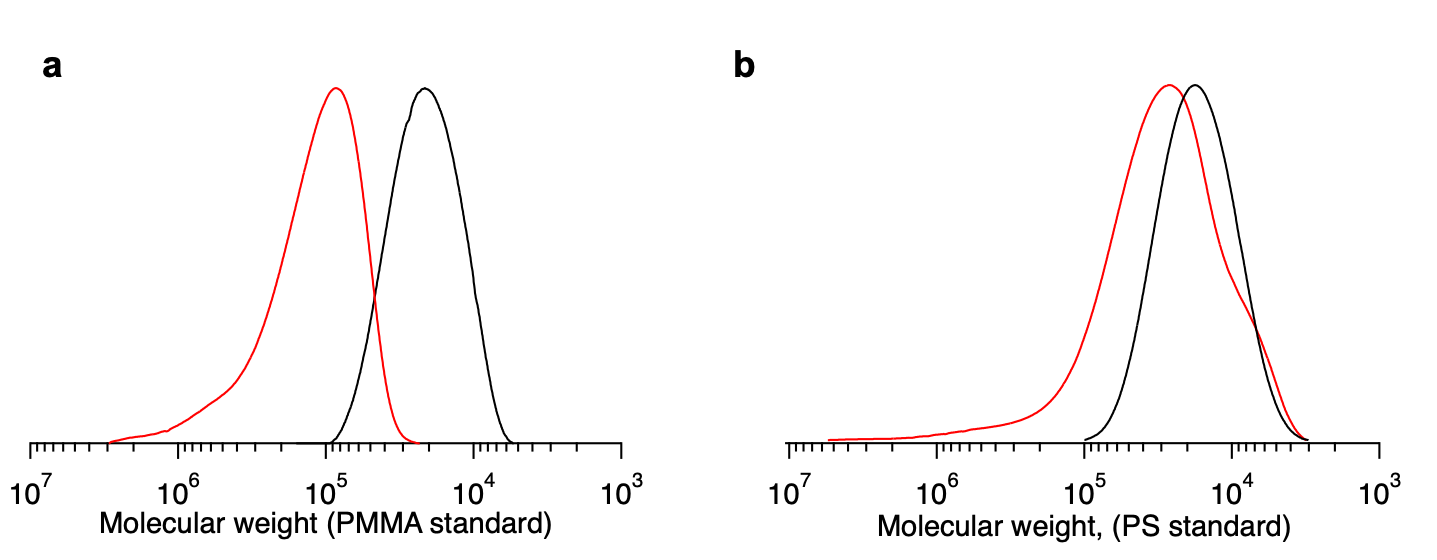 a
b
10⁷ 10⁶ 10⁵ 10⁴ 10³
Molecular weight (PMMA standard)
10⁷ 10⁶ 10⁵ 10⁴ 10³
Molecular weight, (PS standard)